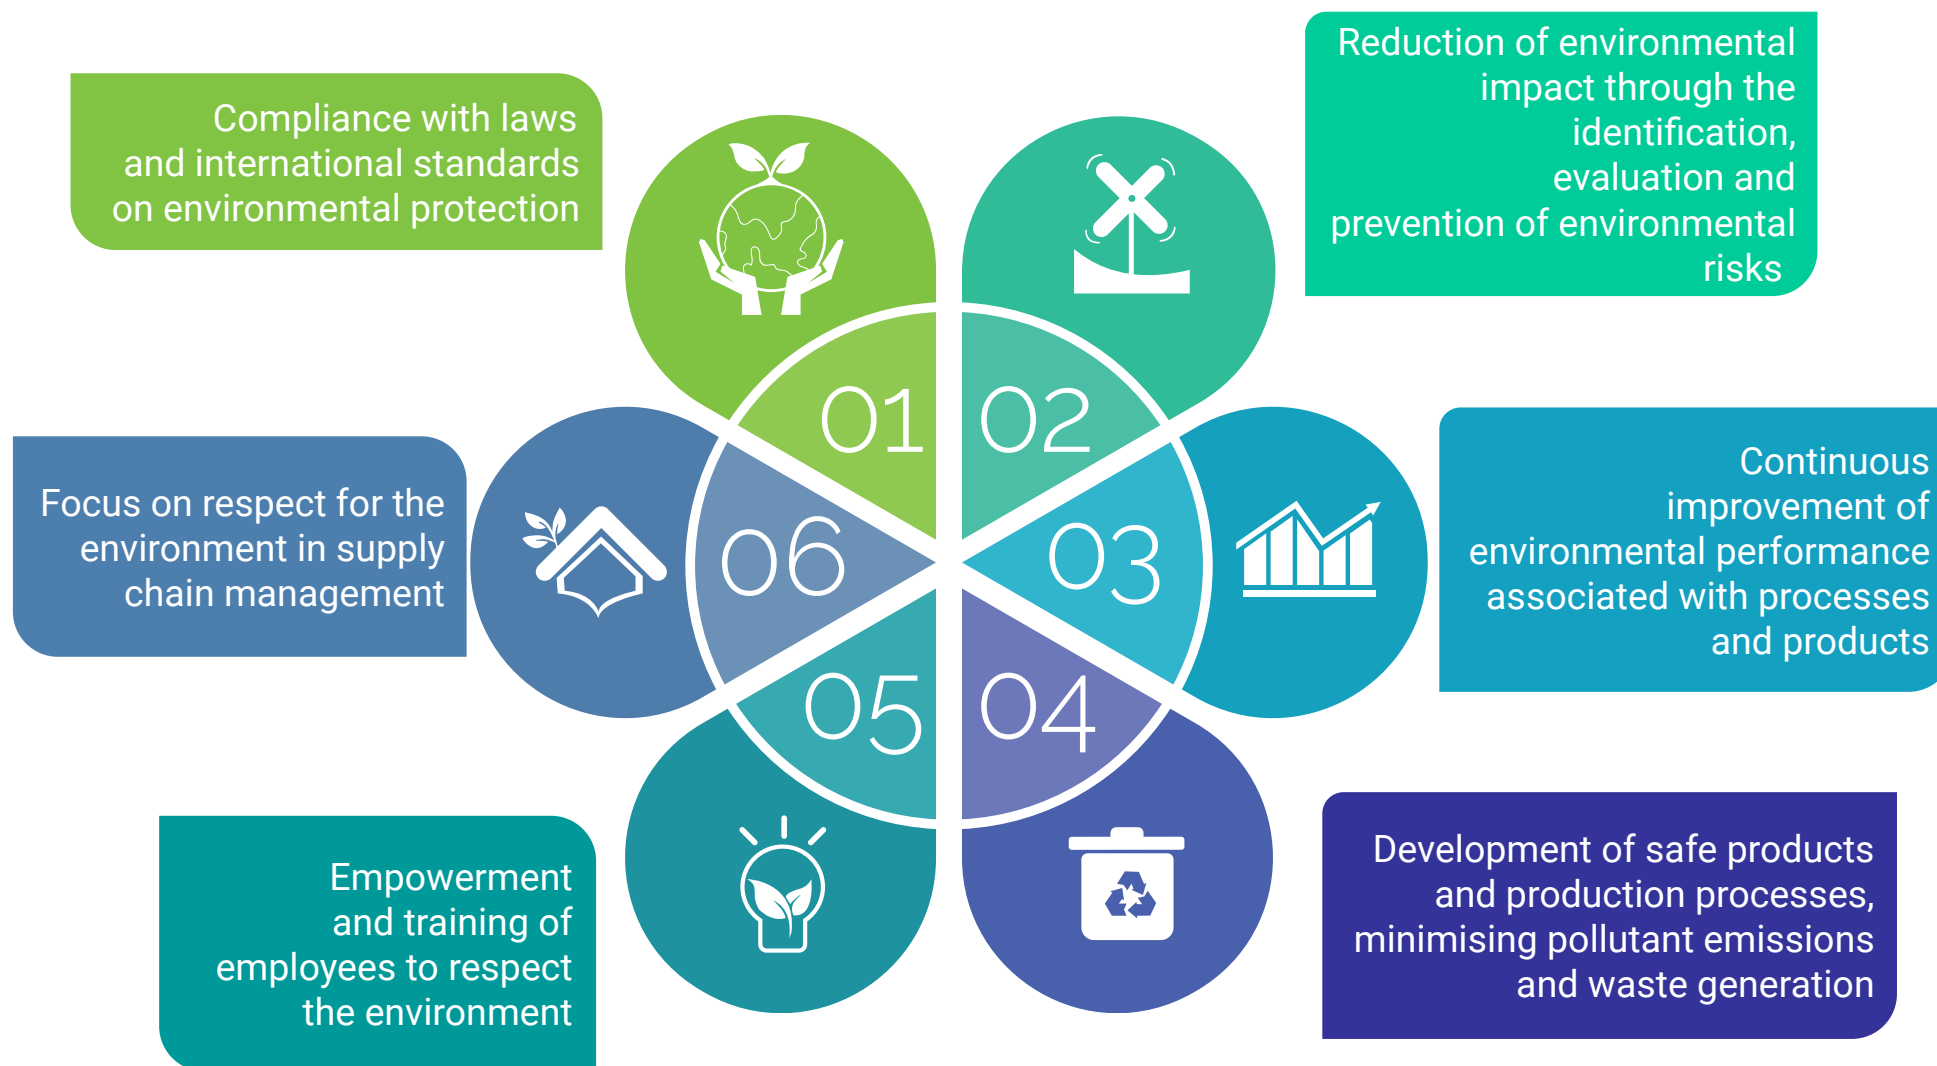 Compliance with laws
and international standards
on environmental protection
01
Reduction of environmental
impact through the
identification,
evaluation and
prevention of environmental
risks
02
Continuous
improvement of
environmental performance
associated with processes
and products
03
Development of safe products
and production processes,
minimising pollutant emissions
and waste generation
04
Empowerment
and training of
employees to respect
the environment
05
Focus on respect for the
environment in supply
chain management
06